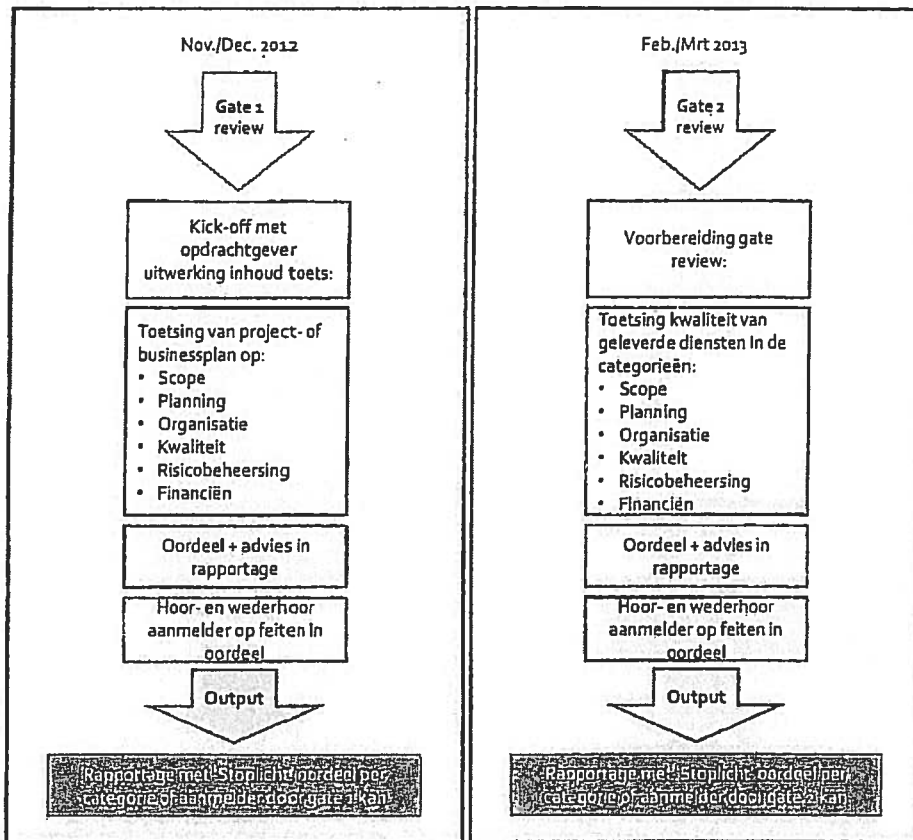 Nov./Dec. 2012
Gate 1
review
Kick-off met
opdrachtgever
uitwerking inhoud toets:
Toetsing van project- of
businessplan op:
• Scope
• Planning
• Organisatie
• Kwaliteit
• Risicobeheersing
• Financiën
Oordeel + advies in
rapportage
Hoor- en wederhoor
aanmelder op feiten in
oordeel
Output
Rapportage met Stoplicht oordeel per
categorie of aanmelder door gate 1 kan
Feb./Mrt 2013
Gate 2
review
Voorbereiding gate
review:
Toetsing kwaliteit van
geleverde diensten in de
categorieën:
• Scope
• Planning
• Organisatie
• Kwaliteit
• Risicobeheersing
• Financiën
Oordeel + advies in
rapportage
Hoor- en wederhoor
aanmelder op feiten in
oordeel
Output
Rapportage met Stoplicht oordeel per
categorie of aanmelder door gate 2 kan